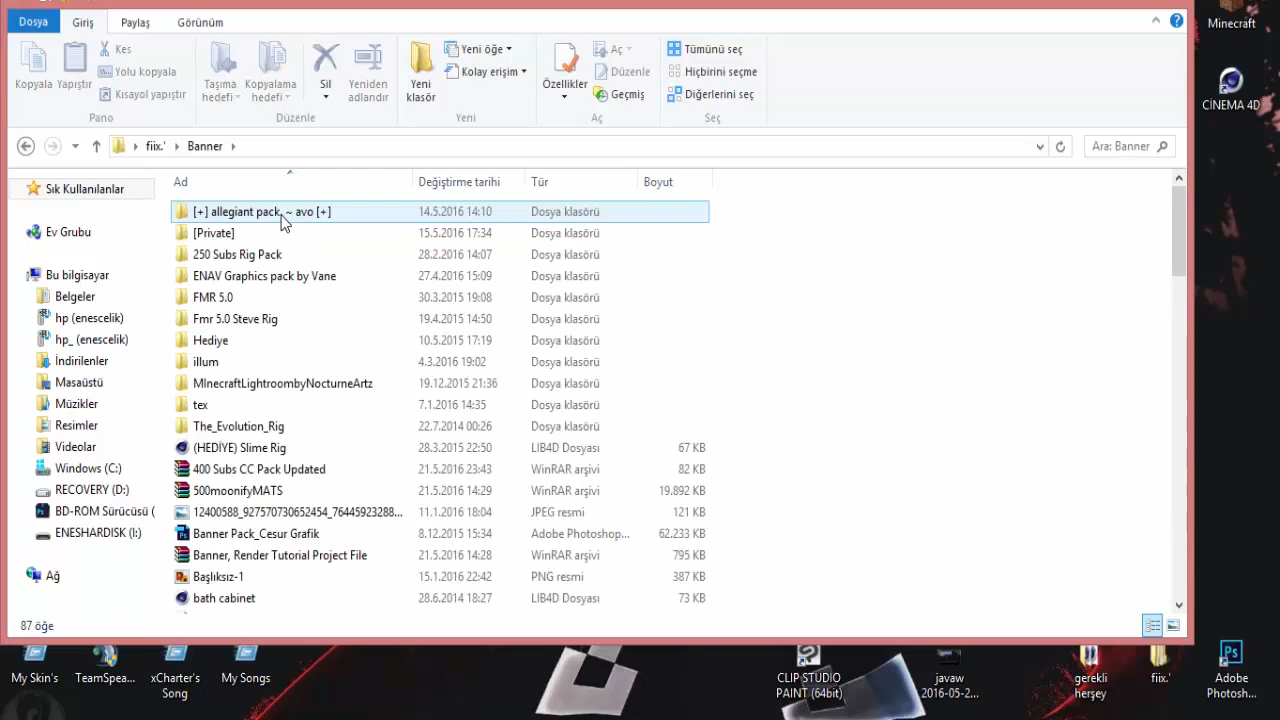 Dosya Giriş Paylaş Görünüm
Minecraft
CİNEMA 4D
Kopyala
Yapıştır
Kes
Yolu kopyala
Kısayol yapıştır
Pano
Taşıma hedefi
Kopyalama hedefi
Sil
Yeniden adlandır
Düzenle
Yeni klasör
Yeni öğe
Kolay erişim
Yeni
Özellikler
Aç
Düzenle
Geçmiş
Aç
Tümünü seç
Hiçbirini seçme
Diğerlerini seç
Seç
fiix.' Banner
Ara: Banner
Sık Kullanılanlar
Ev Grubu
Bu bilgisayar
Belgeler
hp (enescelik)
hp_ (enescelik)
İndirilenler
Masaüstü
Müzikler
Resimler
Videolar
Windows (C:)
RECOVERY (D:)
BD-ROM Sürücüsü (
ENESHARDISK (I:)
Ağ
Ad Değiştirme tarihi Tür Boyut
[+] allegiant pack. ~ avo [+] 14.5.2016 14:10 Dosya klasörü
[Private] 15.5.2016 17:34 Dosya klasörü
250 Subs Rig Pack 28.2.2016 14:07 Dosya klasörü
ENAV Graphics pack by Vane 27.4.2016 15:09 Dosya klasörü
FMR 5.0 30.3.2015 19:08 Dosya klasörü
Fmr 5.0 Steve Rig 19.4.2015 14:50 Dosya klasörü
Hediye 10.5.2015 17:19 Dosya klasörü
illum 4.3.2016 19:02 Dosya klasörü
MInecraftLightroombyNocturneArtz 19.12.2015 21:36 Dosya klasörü
tex 7.1.2016 14:35 Dosya klasörü
The_Evolution_Rig 22.7.2014 00:26 Dosya klasörü
(HEDİYE) Slime Rig 28.3.2015 22:50 LIB4D Dosyası 67 KB
400 Subs CC Pack Updated 21.5.2016 23:43 WinRAR arşivi 82 KB
500moonifyMATS 21.5.2016 14:29 WinRAR arşivi 19.892 KB
12400588_927570730652454_76445923288... 11.1.2016 18:04 JPEG resmi 121 KB
Banner Pack_Cesur Grafik 8.12.2015 15:34 Adobe Photoshop... 62.233 KB
Banner, Render Tutorial Project File 21.5.2016 14:28 WinRAR arşivi 795 KB
Başlıksız-1 15.1.2016 22:42 PNG resmi 387 KB
bath cabinet 28.6.2014 18:27 LIB4D Dosyası 73 KB
87 öğe
My Skin's
TeamSpea...
xCharter's Song
My Songs
CLIP STUDIO PAINT (64bit)
javaw 2016-05-2...
gerekli herşey
fiix.'
Adobe Photosh...